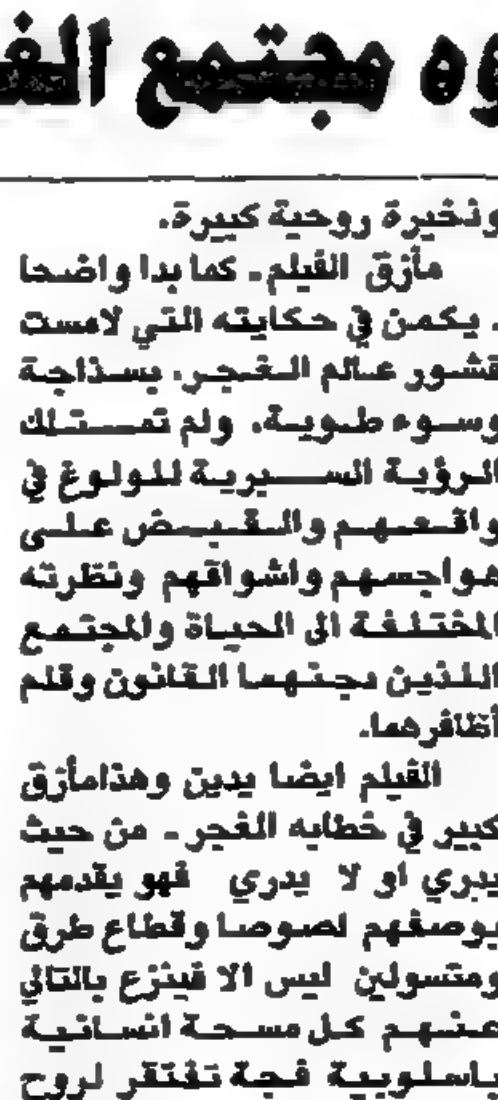 وه مجتمع الغ
وذخيرة روحية كبيرة.
مأزق الفيلم ـ كما بدا واضحا
ـ يكمن في حكايته التي لامست
قشور عالم الغجر، بسذاجة
وسوء طوية، ولم تمتلك
الرؤية السبرية للولوغ في
واقعهم والقبض على
هواجسهم واشواقهم ونظرته
المختلفة الى الحياة والمجتمع
اللذين دجنهما القانون وقلم
أظافرهما.
الفيلم ايضا يدين وهذامأزق
كبير في خطابه الغجر ـ من حيث
يدري او لا يدري فهو يقدمهم
بوصفهم لصوصا وقطاع طرق
ومتسولين ليس الا فينزع بالتالي
عنهم كل مسحة انسانية
باسلوبية فجة تفتقر لروح